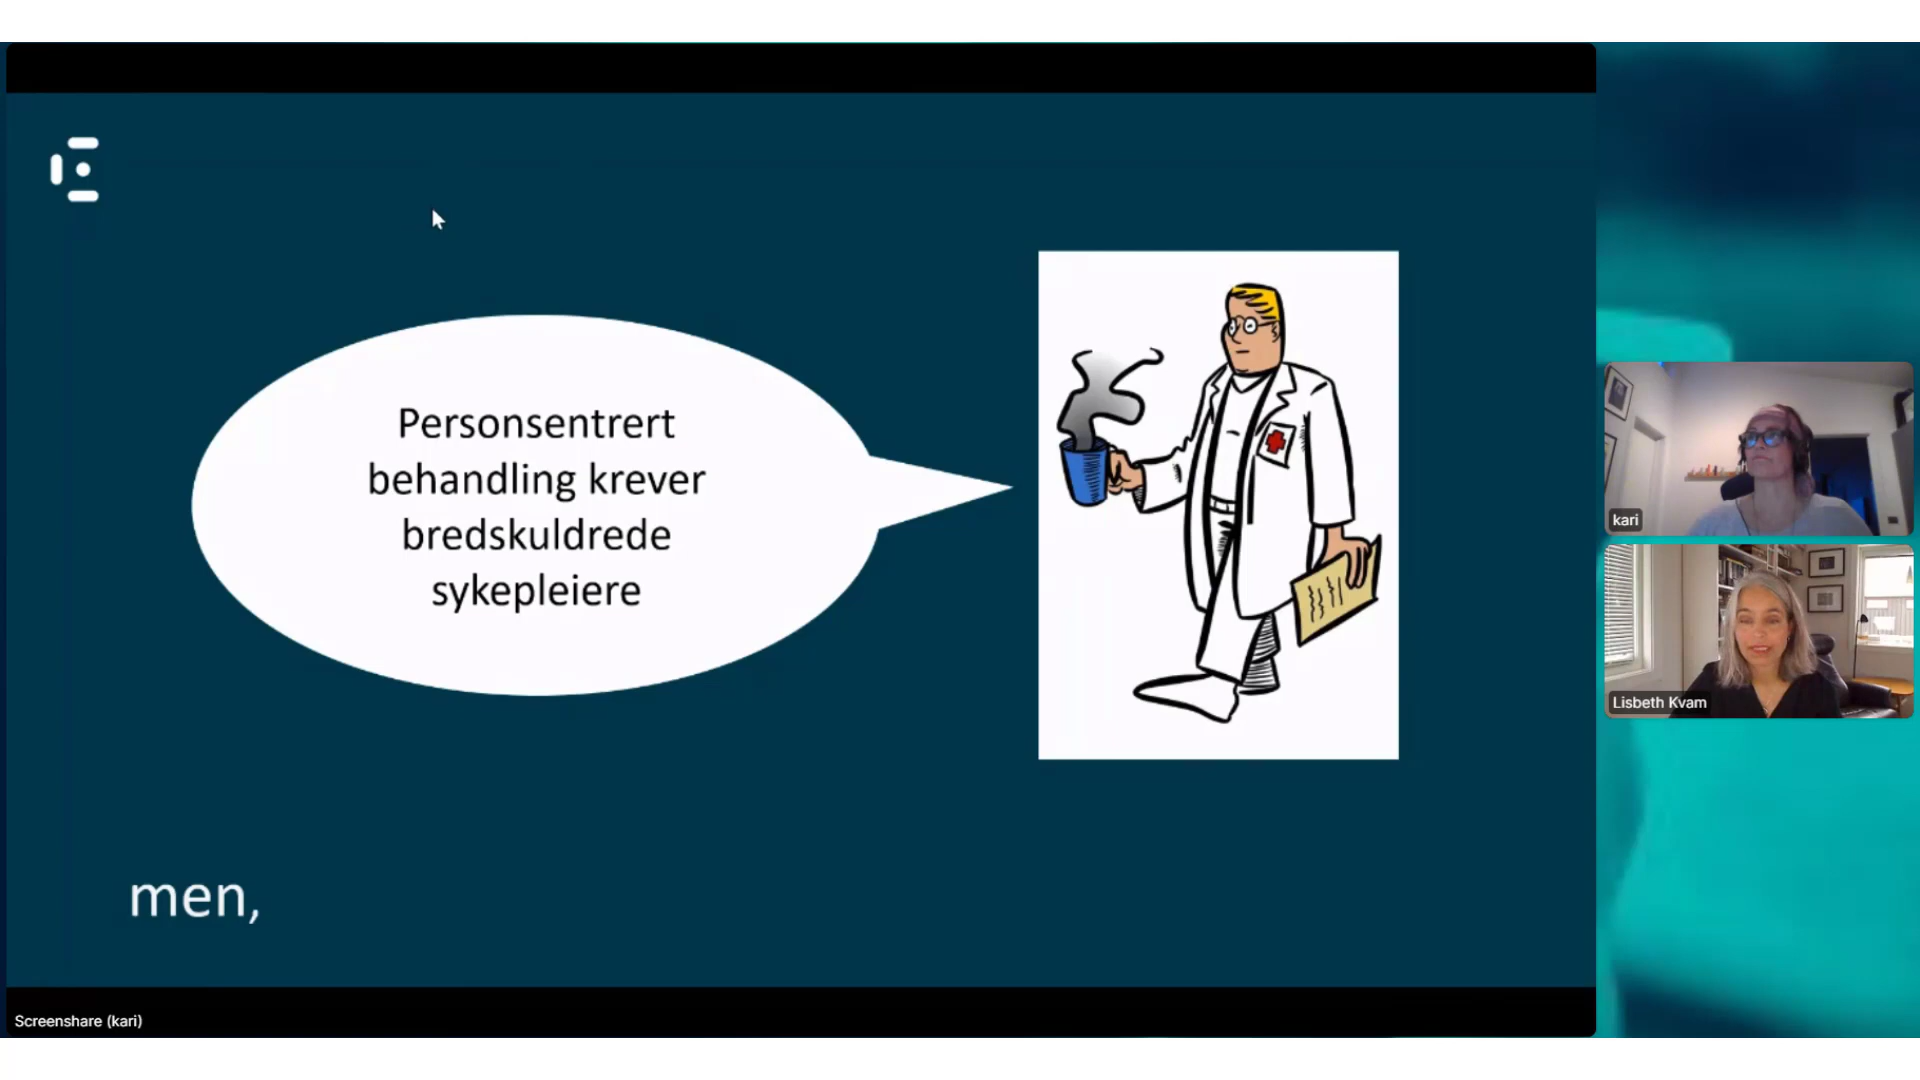 Personsentrert
behandling krever
bredskuldrede
sykepleiere
men,
kari
Lisbeth Kvam
Screenshare (kari)